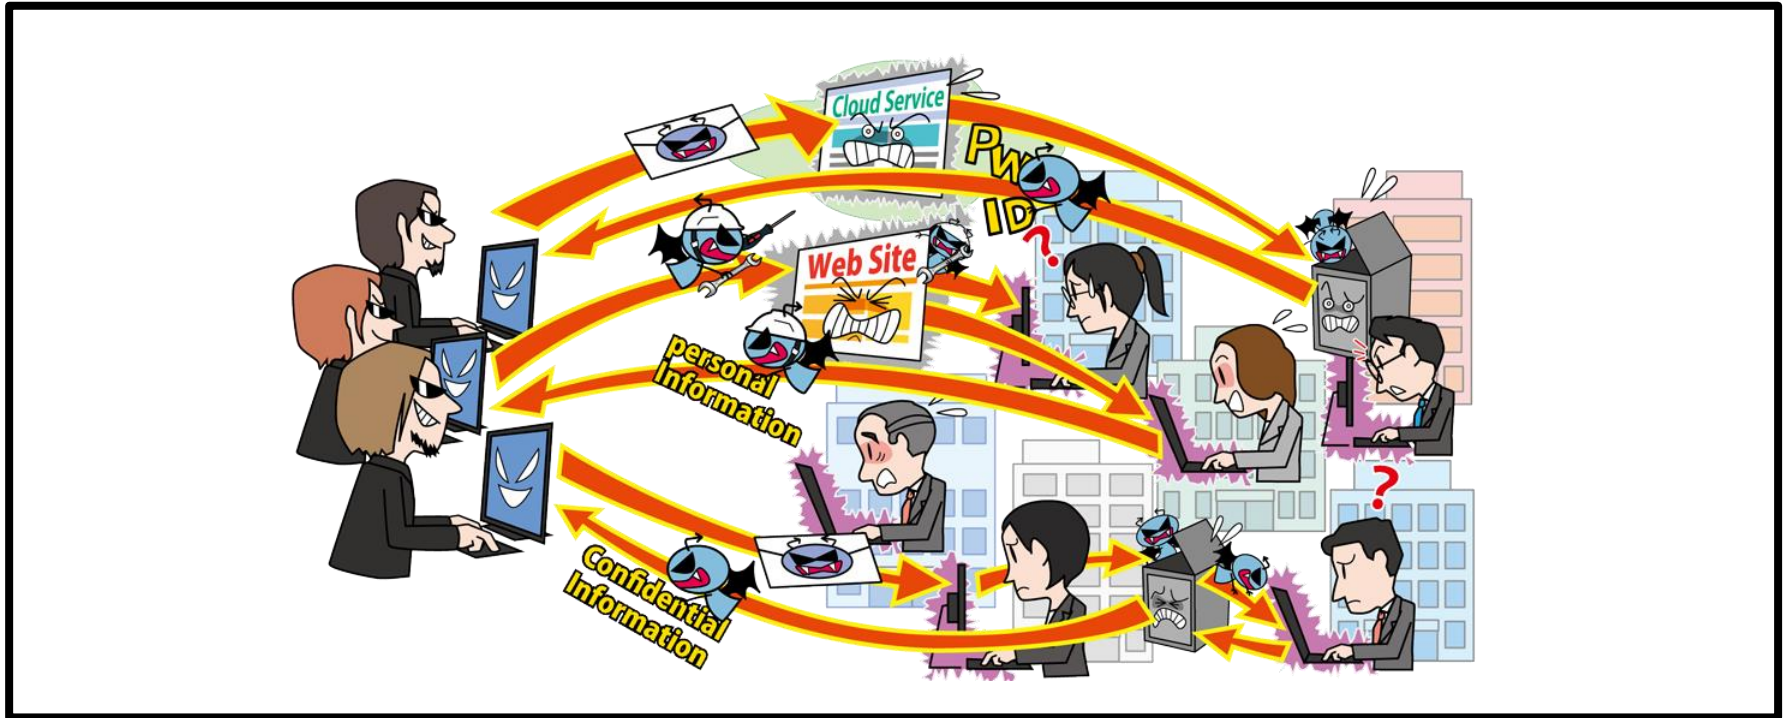 Cloud Service
PW
ID
?
Web Site
personal
Information
?
Confidential
Information